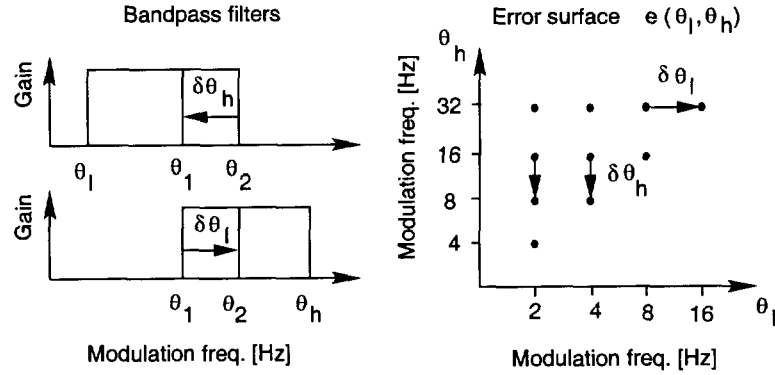 Bandpass filters
Gain
δθh
θl θ1 θ2
Gain
δθl
θ1 θ2 θh
Modulation freq. [Hz]
Error surface e(θl,θh)
θh
Modulation freq. [Hz]
32
16
8
4
δθl
δθh
2 4 8 16 θl
Modulation freq. [Hz]